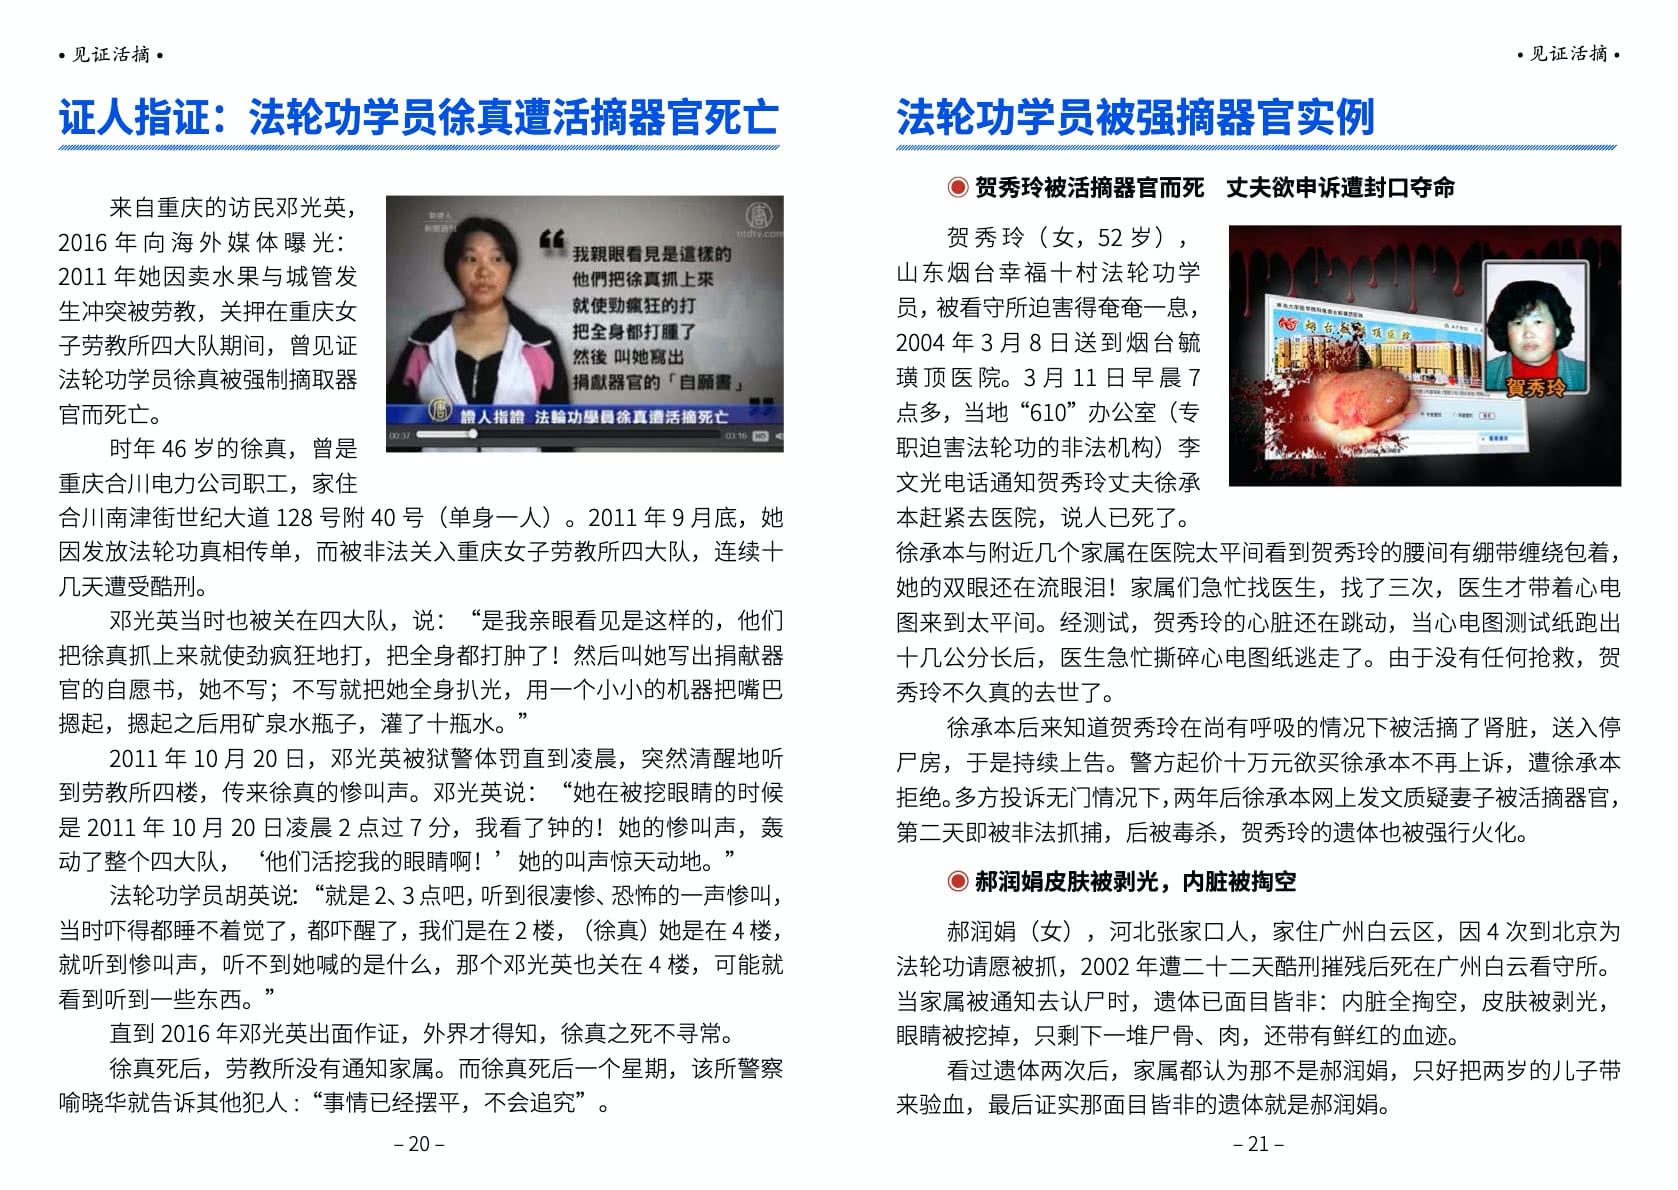 • 见证活摘 •
证人指证：法轮功学员徐真遭活摘器官死亡
来自重庆的访民邓光英，
2016 年向海外媒体曝光：
2011 年她因卖水果与城管发
生冲突被劳教，关押在重庆女
子劳教所四大队期间，曾见证
法轮功学员徐真被强制摘取器
官而死亡。
时年 46 岁的徐真，曾是
重庆合川电力公司职工，家住
新唐人
ntdtv.com
“我親眼看見是這樣的
他們把徐真抓上來
就使勁瘋狂的打
把全身都打腫了
然後 叫她寫出
捐獻器官的「自願書」”
證人指證 法輪功學員徐真遭活摘死亡
00:37
03:16 HD
合川南津街世纪大道 128 号附 40 号（单身一人）。2011 年 9 月底，她
因发放法轮功真相传单，而被非法关入重庆女子劳教所四大队，连续十
几天遭受酷刑。
邓光英当时也被关在四大队，说：“是我亲眼看见是这样的，他们
把徐真抓上来就使劲疯狂地打，把全身都打肿了！然后叫她写出捐献器
官的自愿书，她不写；不写就把她全身扒光，用一个小小的机器把嘴巴
摁起，摁起之后用矿泉水瓶子，灌了十瓶水。”
2011 年 10 月 20 日，邓光英被狱警体罚直到凌晨，突然清醒地听
到劳教所四楼，传来徐真的惨叫声。邓光英说：“她在被挖眼睛的时候
是 2011 年 10 月 20 日凌晨 2 点过 7 分，我看了钟的！她的惨叫声，轰
动了整个四大队，‘他们活挖我的眼睛啊！’她的叫声惊天动地。”
法轮功学员胡英说：“就是 2、3 点吧，听到很凄惨、恐怖的一声惨叫，
当时吓得都睡不着觉了，都吓醒了，我们是在 2 楼，（徐真）她是在 4 楼，
就听到惨叫声，听不到她喊的是什么，那个邓光英也关在 4 楼，可能就
看到听到一些东西。”
直到 2016 年邓光英出面作证，外界才得知，徐真之死不寻常。
徐真死后，劳教所没有通知家属。而徐真死后一个星期，该所警察
喻晓华就告诉其他犯人：“事情已经摆平，不会追究”。
– 20 –
• 见证活摘 •
法轮功学员被强摘器官实例
贺秀玲被活摘器官而死　丈夫欲申诉遭封口夺命
贺秀玲（女，52 岁），
山东烟台幸福十村法轮功学
员，被看守所迫害得奄奄一息，
2004 年 3 月 8 日送到烟台毓
璜顶医院。3 月 11 日早晨 7
点多，当地“610”办公室（专
职迫害法轮功的非法机构）李
文光电话通知贺秀玲丈夫徐承
本赶紧去医院，说人已死了。
賀秀玲
徐承本与附近几个家属在医院太平间看到贺秀玲的腰间有绷带缠绕包着，
她的双眼还在流眼泪！家属们急忙找医生，找了三次，医生才带着心电
图来到太平间。经测试，贺秀玲的心脏还在跳动，当心电图测试纸跑出
十几公分长后，医生急忙撕碎心电图纸逃走了。由于没有任何抢救，贺
秀玲不久真的去世了。
徐承本后来知道贺秀玲在尚有呼吸的情况下被活摘了肾脏，送入停
尸房，于是持续上告。警方起价十万元欲买徐承本不再上诉，遭徐承本
拒绝。多方投诉无门情况下，两年后徐承本网上发文质疑妻子被活摘器官，
第二天即被非法抓捕，后被毒杀，贺秀玲的遗体也被强行火化。
郝润娟皮肤被剥光，内脏被掏空
郝润娟（女），河北张家口人，家住广州白云区，因 4 次到北京为
法轮功请愿被抓，2002 年遭二十二天酷刑摧残后死在广州白云看守所。
当家属被通知去认尸时，遗体已面目皆非：内脏全掏空，皮肤被剥光，
眼睛被挖掉，只剩下一堆尸骨、肉，还带有鲜红的血迹。
看过遗体两次后，家属都认为那不是郝润娟，只好把两岁的儿子带
来验血，最后证实那面目皆非的遗体就是郝润娟。
– 21 –